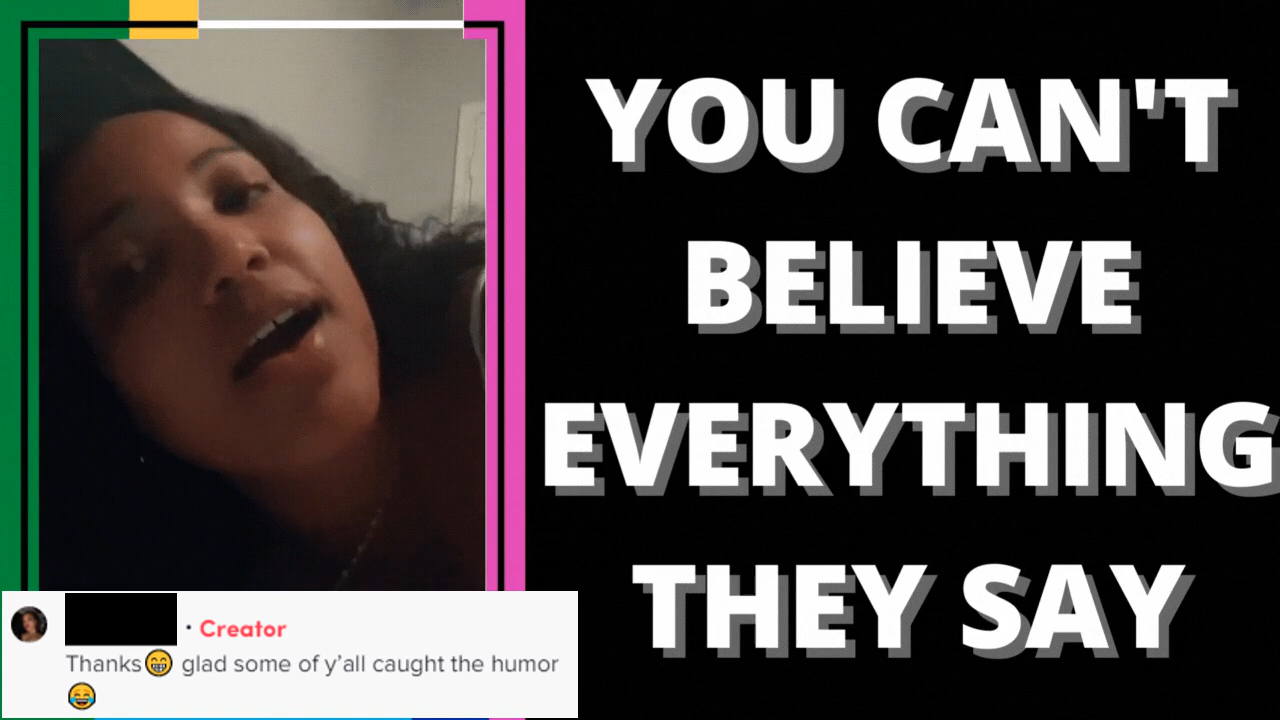 YOU CAN'T
BELIEVE
EVERYTHING
THEY SAY
· Creator
Thanks😁 glad some of y'all caught the humor
😂